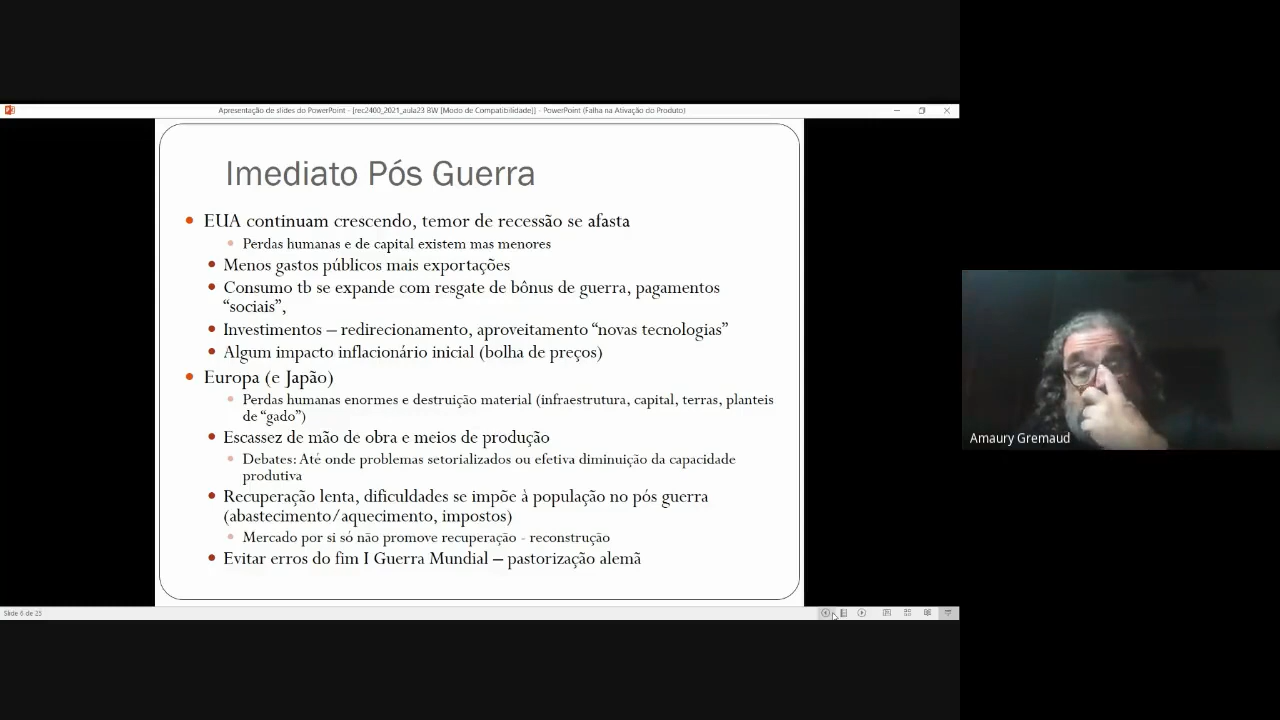 Apresentação de slides do PowerPoint - [rec2400_2021_aula23 BW [Modo de Compatibilidade]] - PowerPoint (Falha na Ativação do Produto)
Imediato Pós Guerra
EUA continuam crescendo, temor de recessão se afasta
Perdas humanas e de capital existem mas menores
Menos gastos públicos mais exportações
Consumo tb se expande com resgate de bônus de guerra, pagamentos
“sociais”,
Investimentos – redirecionamento, aproveitamento “novas tecnologias”
Algum impacto inflacionário inicial (bolha de preços)
Europa (e Japão)
Perdas humanas enormes e destruição material (infraestrutura, capital, terras, planteis
de “gado”)
Escassez de mão de obra e meios de produção
Debates: Até onde problemas setorializados ou efetiva diminuição da capacidade
produtiva
Recuperação lenta, dificuldades se impõe à população no pós guerra
(abastecimento/aquecimento, impostos)
Mercado por si só não promove recuperação - reconstrução
Evitar erros do fim I Guerra Mundial – pastorização alemã
Slide 6 de 25
Amaury Gremaud